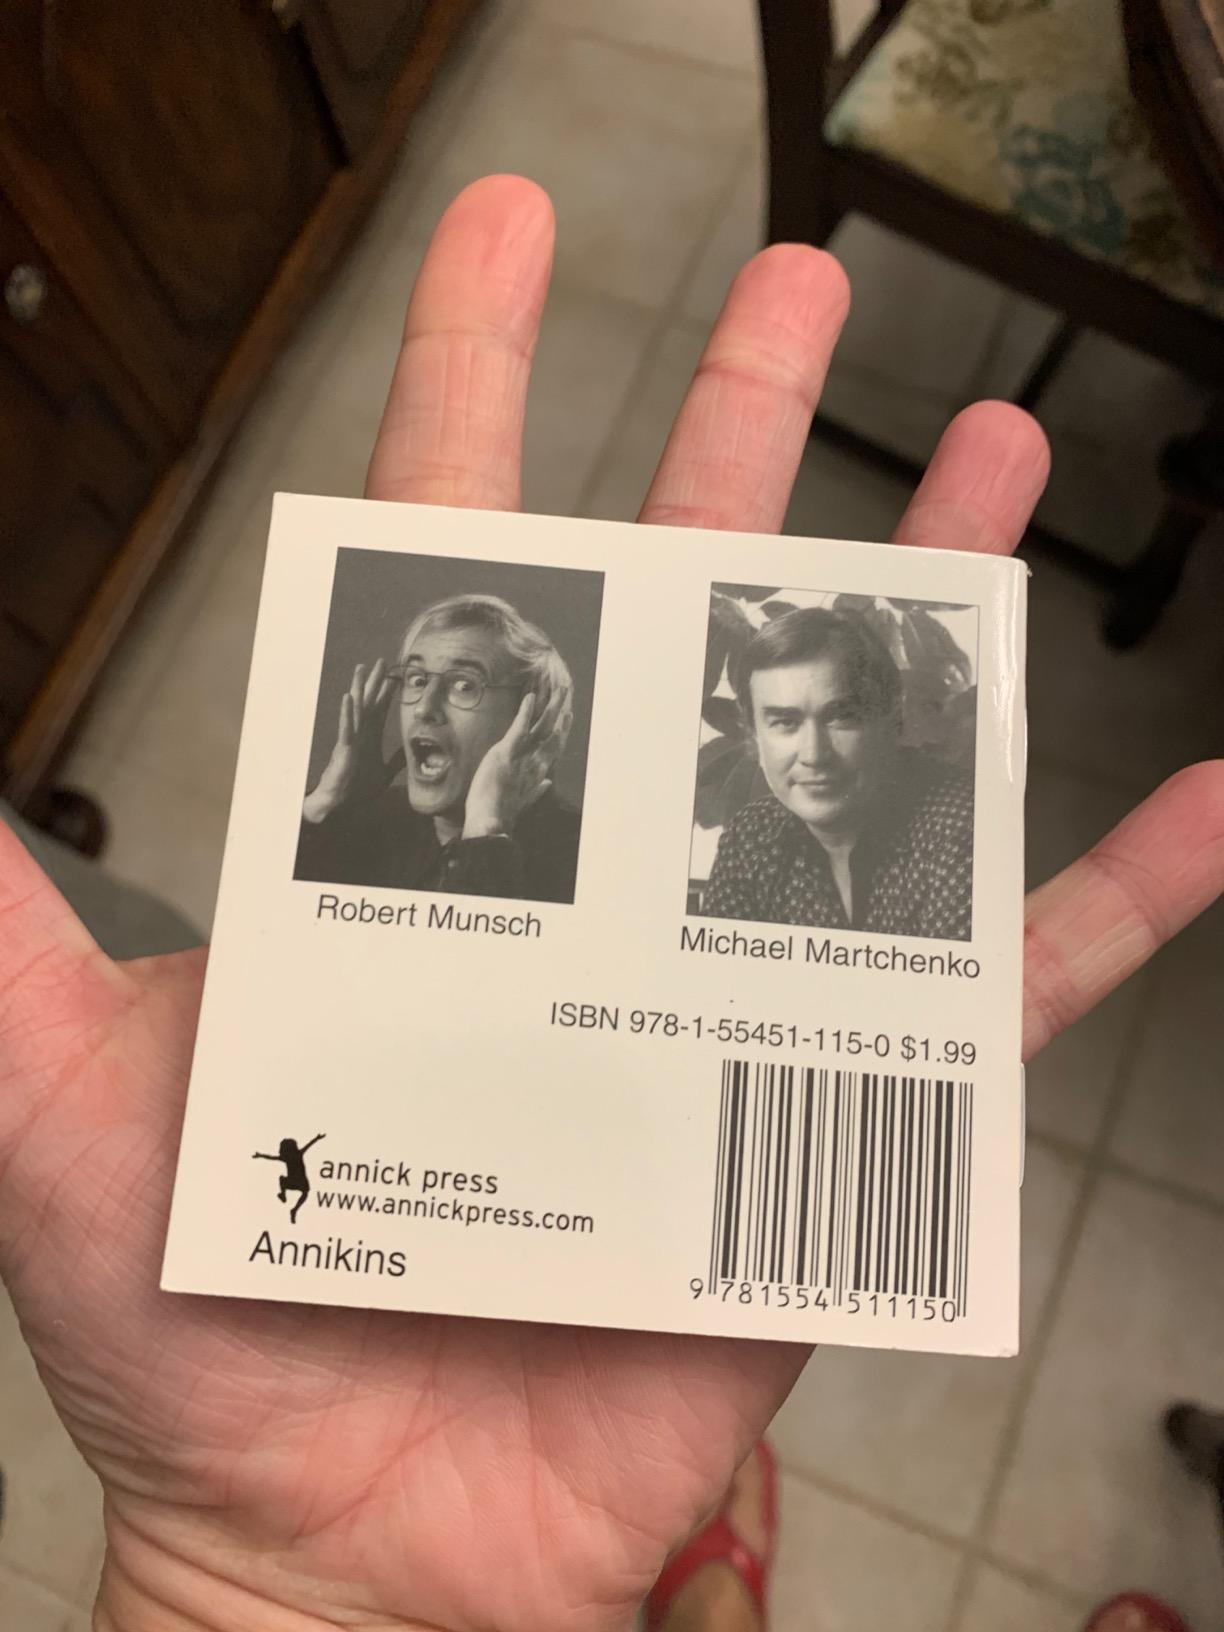 Robert Munsch
Michael Martchenko
ISBN 978-1-55451-115-0 $1.99
annick press
www.annickpress.com
Annikins
9 781554 511150